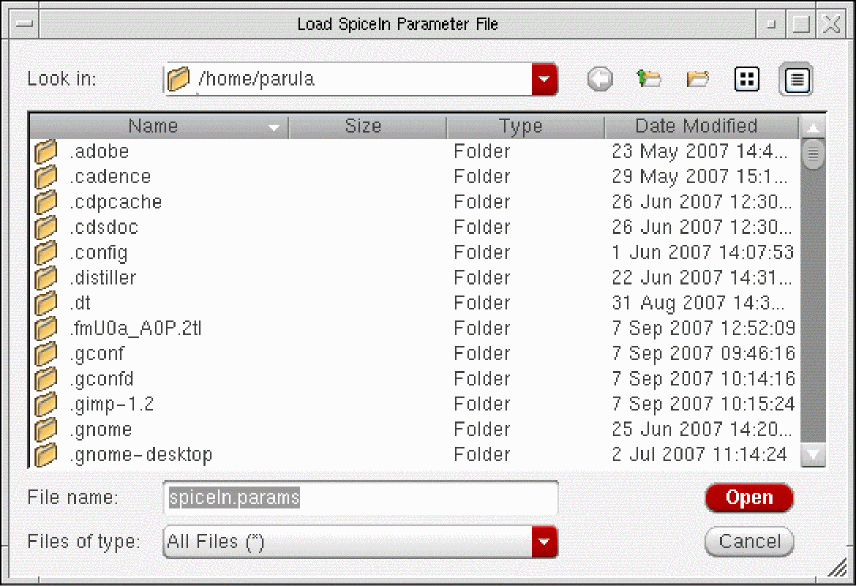 Load SpiceIn Parameter File
Look in: /home/parula
Name Size Type Date Modified
.adobe Folder 23 May 2007 14:4...
.cadence Folder 29 May 2007 15:1...
.cdpcache Folder 26 Jun 2007 12:30...
.cdsdoc Folder 26 Jun 2007 12:30...
.config Folder 1 Jun 2007 14:07:53
.distiller Folder 22 Jun 2007 14:31...
.dt Folder 31 Aug 2007 14:3...
.fmU0a_A0P.2tl Folder 7 Sep 2007 12:52:09
.gconf Folder 7 Sep 2007 09:46:16
.gconfd Folder 7 Sep 2007 10:14:16
.gimp-1.2 Folder 7 Sep 2007 10:15:24
.gnome Folder 25 Jun 2007 14:20...
.gnome-desktop Folder 2 Jul 2007 11:14:24
File name: spiceIn.params Open
Files of type: All Files (*) Cancel